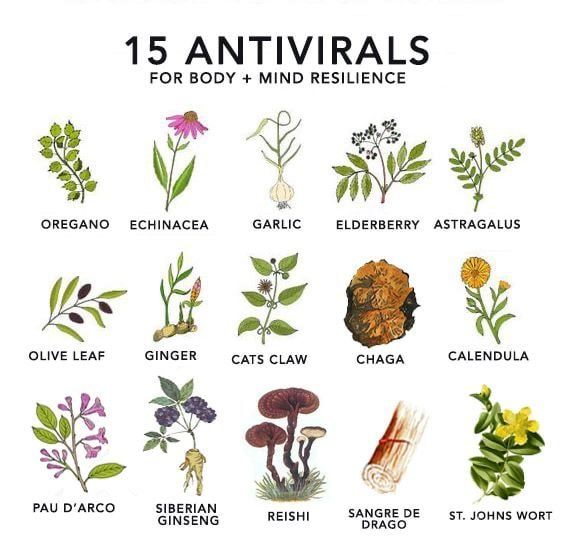 15 ANTIVIRALS
FOR BODY + MIND RESILIENCE
OREGANO
ECHINACEA
GARLIC
ELDERBERRY
ASTRAGALUS
OLIVE LEAF
GINGER
CATS CLAW
CHAGA
CALENDULA
PAU D'ARCO
SIBERIAN
GINSENG
REISHI
SANGRE DE
DRAGO
ST. JOHNS WORT